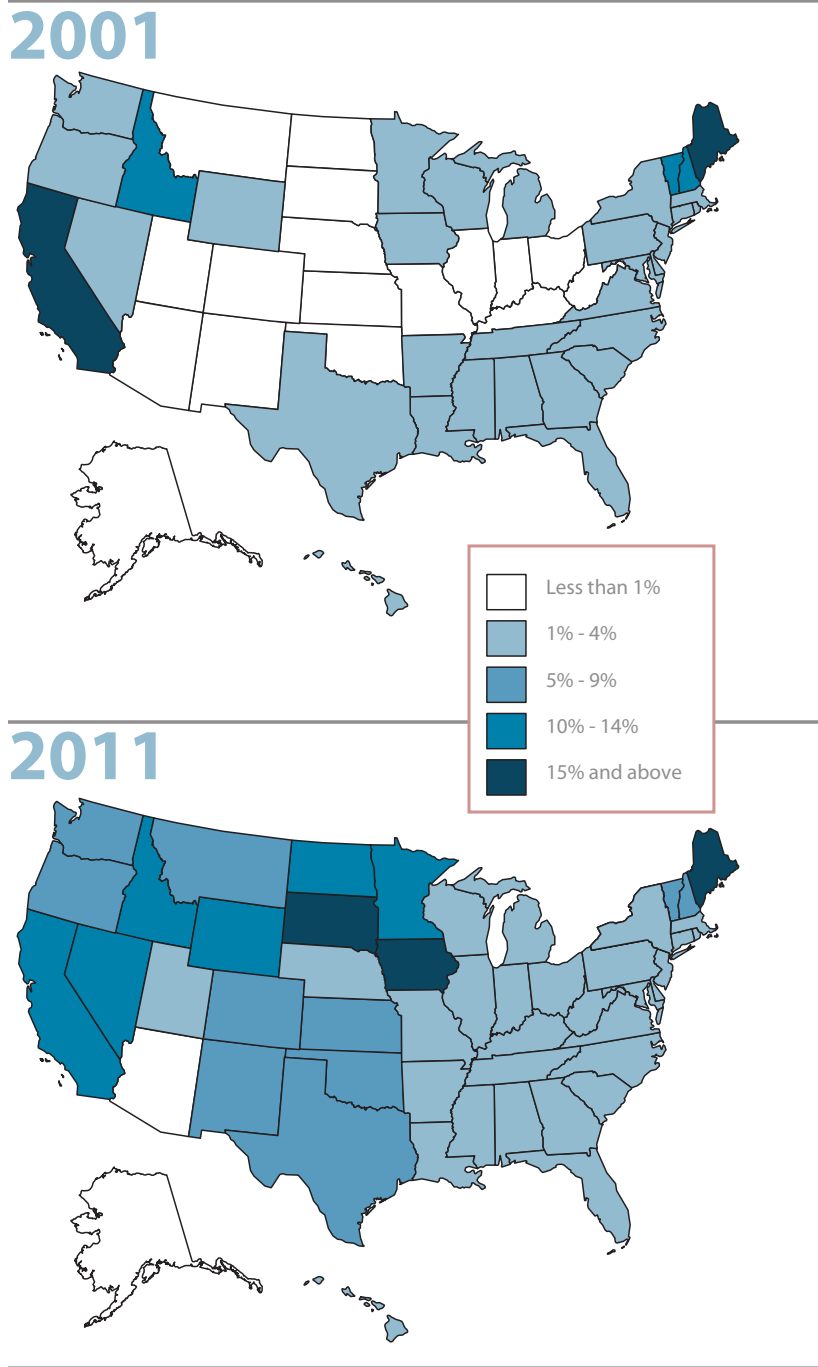 2001
Less than 1%
1% - 4%
5% - 9%
10% - 14%
15% and above
2011